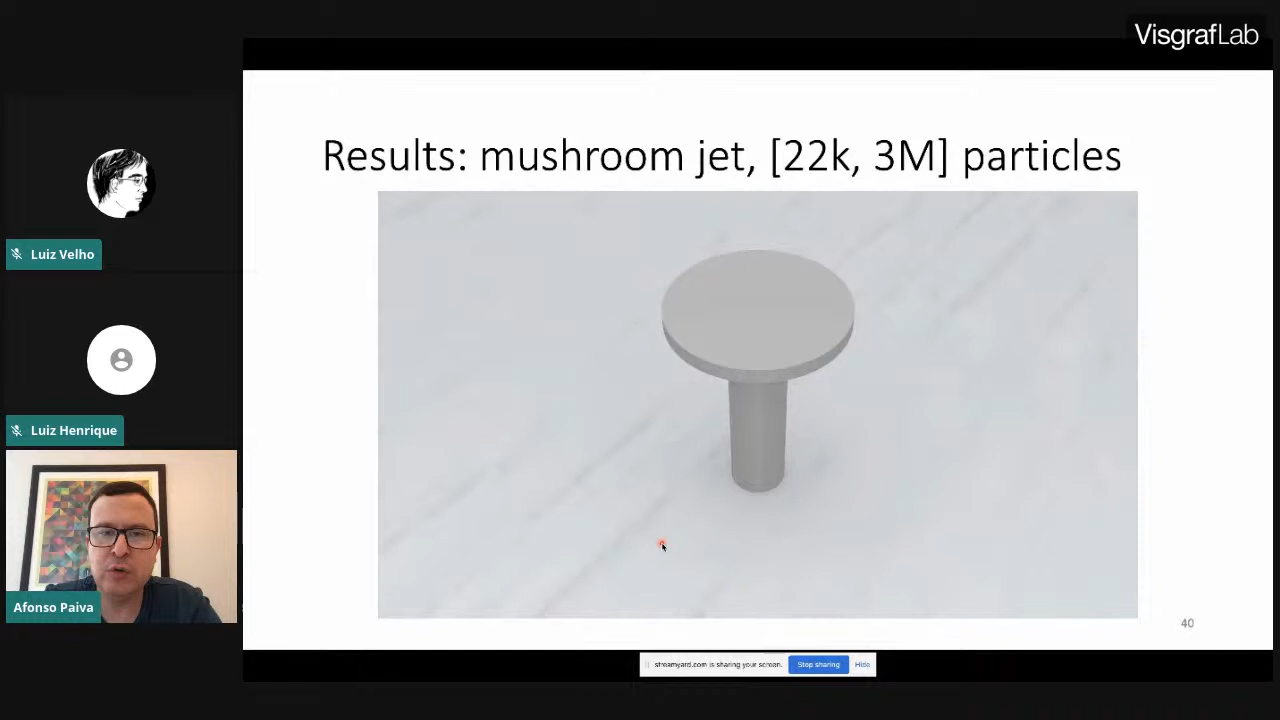 VisgrafLab
Results: mushroom jet, [22k, 3M] particles
Luiz Velho
Luiz Henrique
Afonso Paiva
40
streamyard.com is sharing your screen.
Stop sharing
Hide